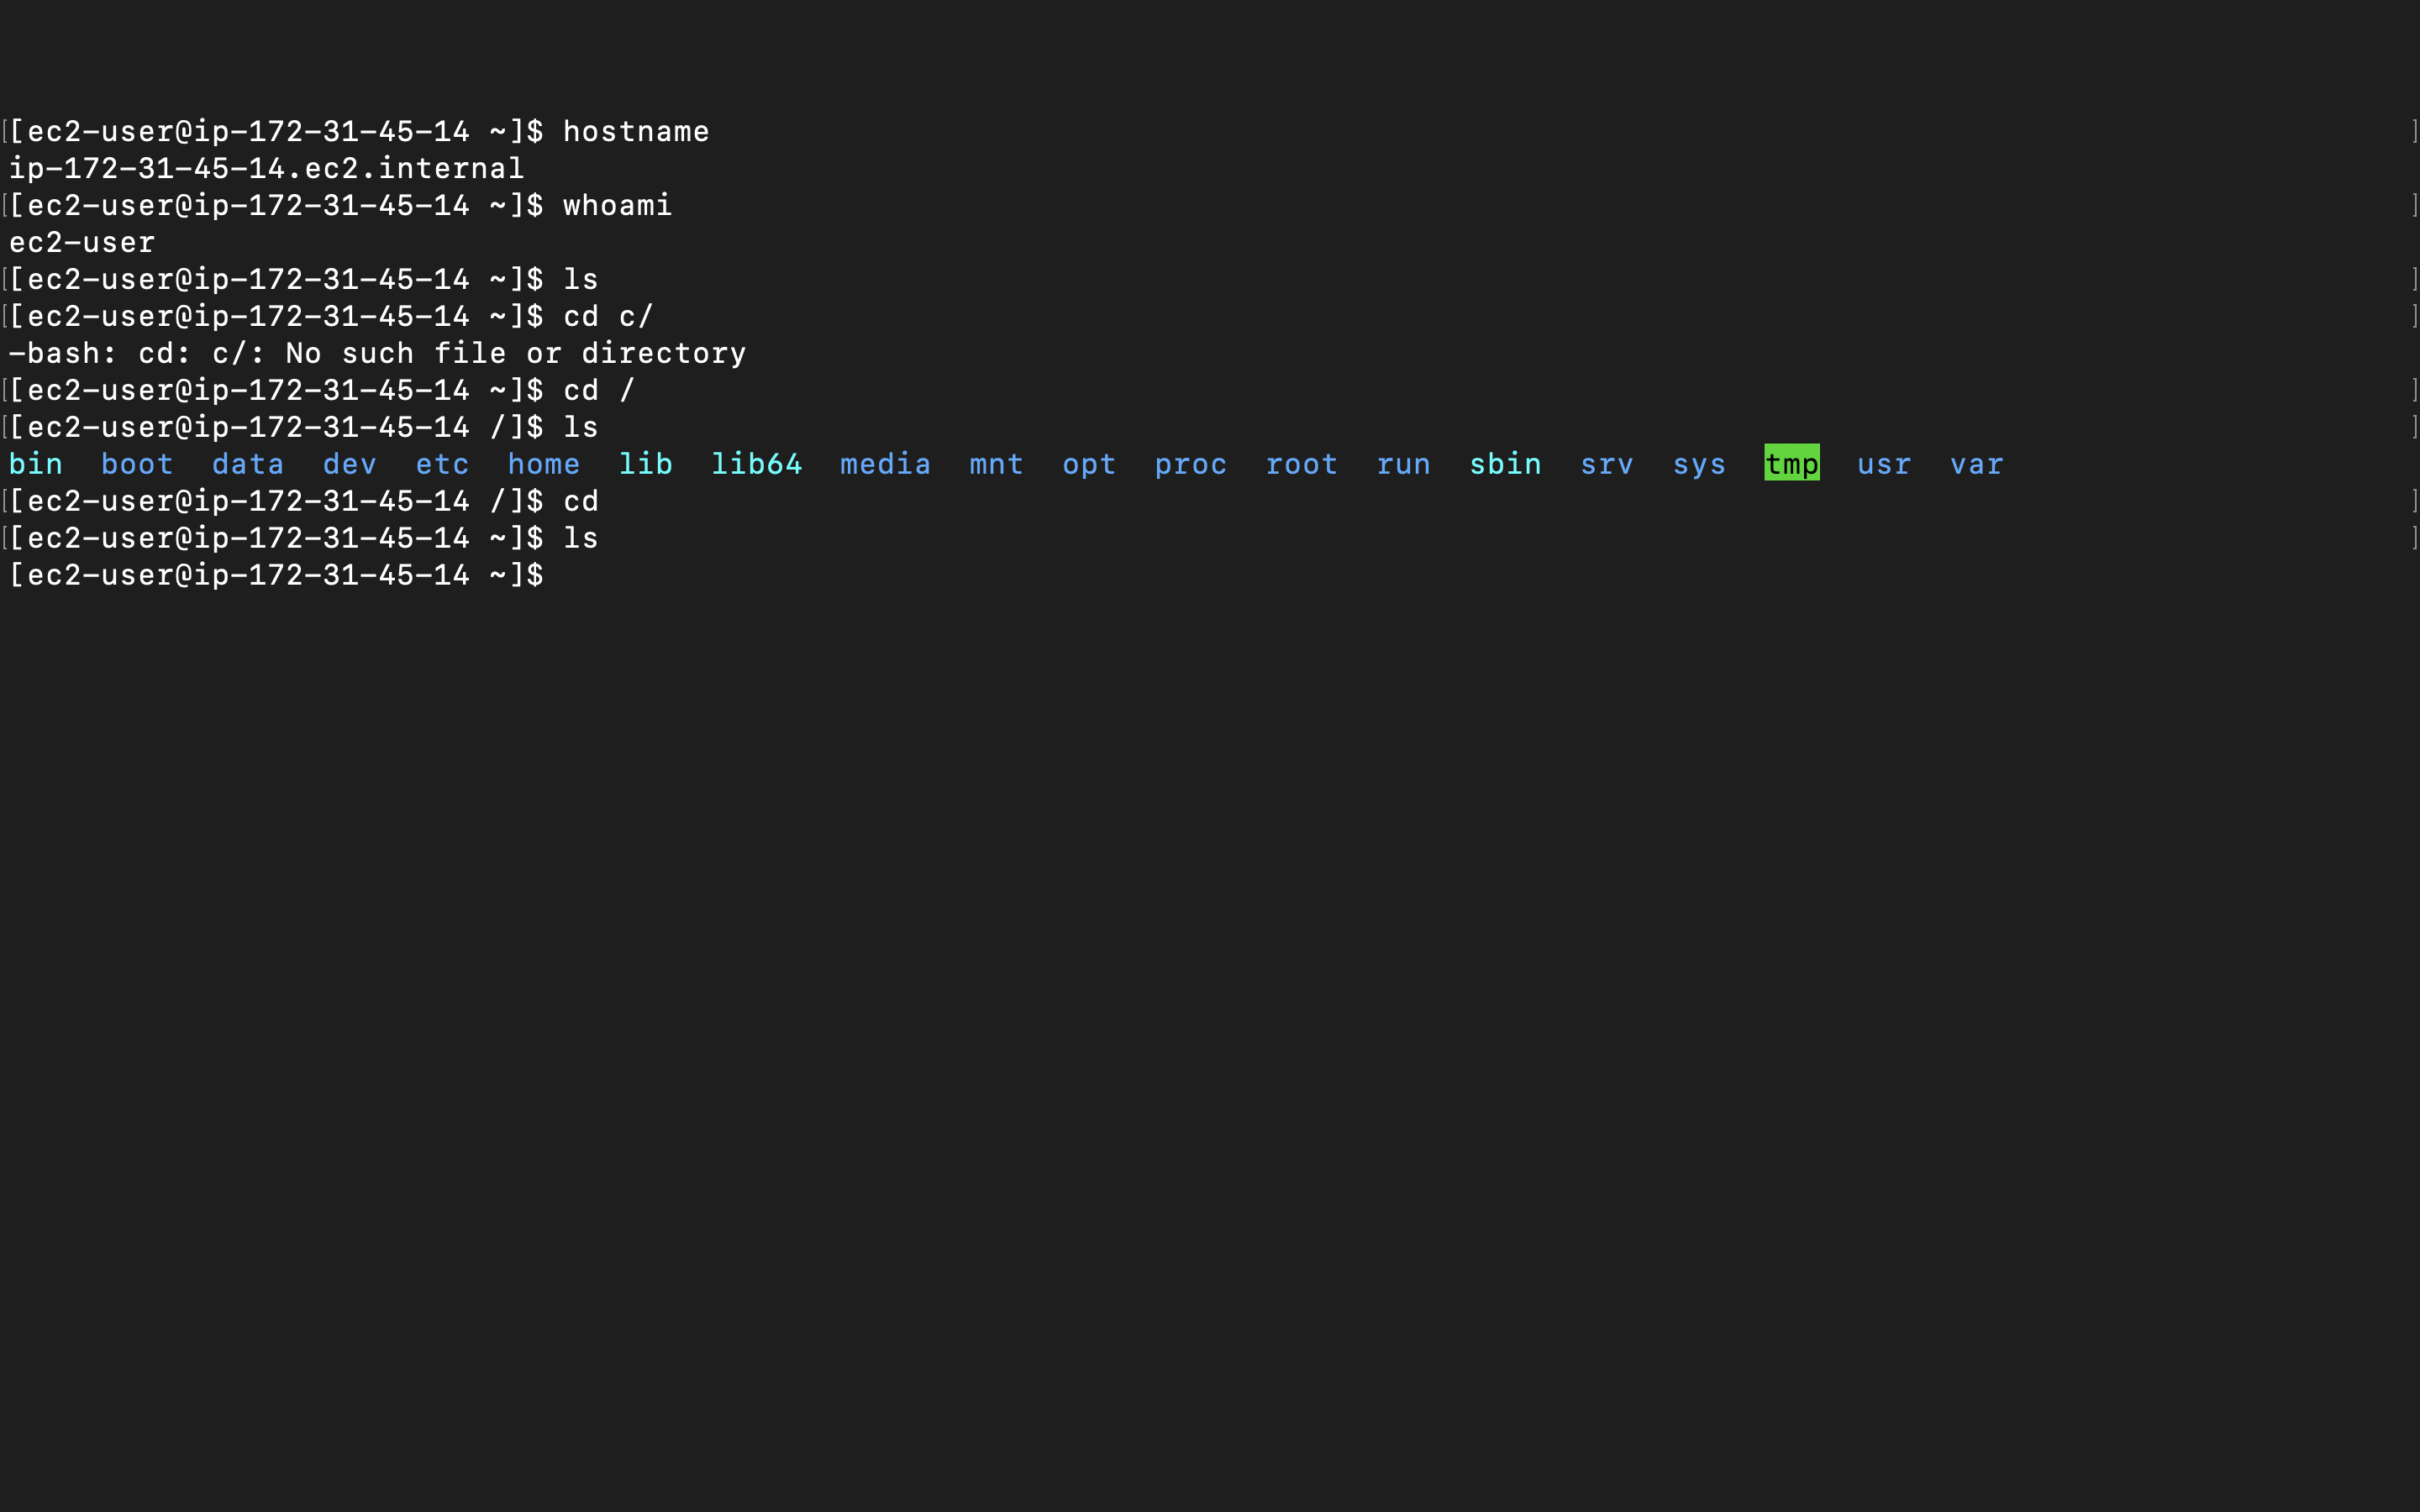 [ec2-user@ip-172-31-45-14 ~]$ hostname
ip-172-31-45-14.ec2.internal
[ec2-user@ip-172-31-45-14 ~]$ whoami
ec2-user
[ec2-user@ip-172-31-45-14 ~]$ ls
[ec2-user@ip-172-31-45-14 ~]$ cd c/
-bash: cd: c/: No such file or directory
[ec2-user@ip-172-31-45-14 ~]$ cd /
[ec2-user@ip-172-31-45-14 /]$ ls
bin  boot  data  dev  etc  home  lib  lib64  media  mnt  opt  proc  root  run  sbin  srv  sys  tmp  usr  var
[ec2-user@ip-172-31-45-14 /]$ cd
[ec2-user@ip-172-31-45-14 ~]$ ls
[ec2-user@ip-172-31-45-14 ~]$